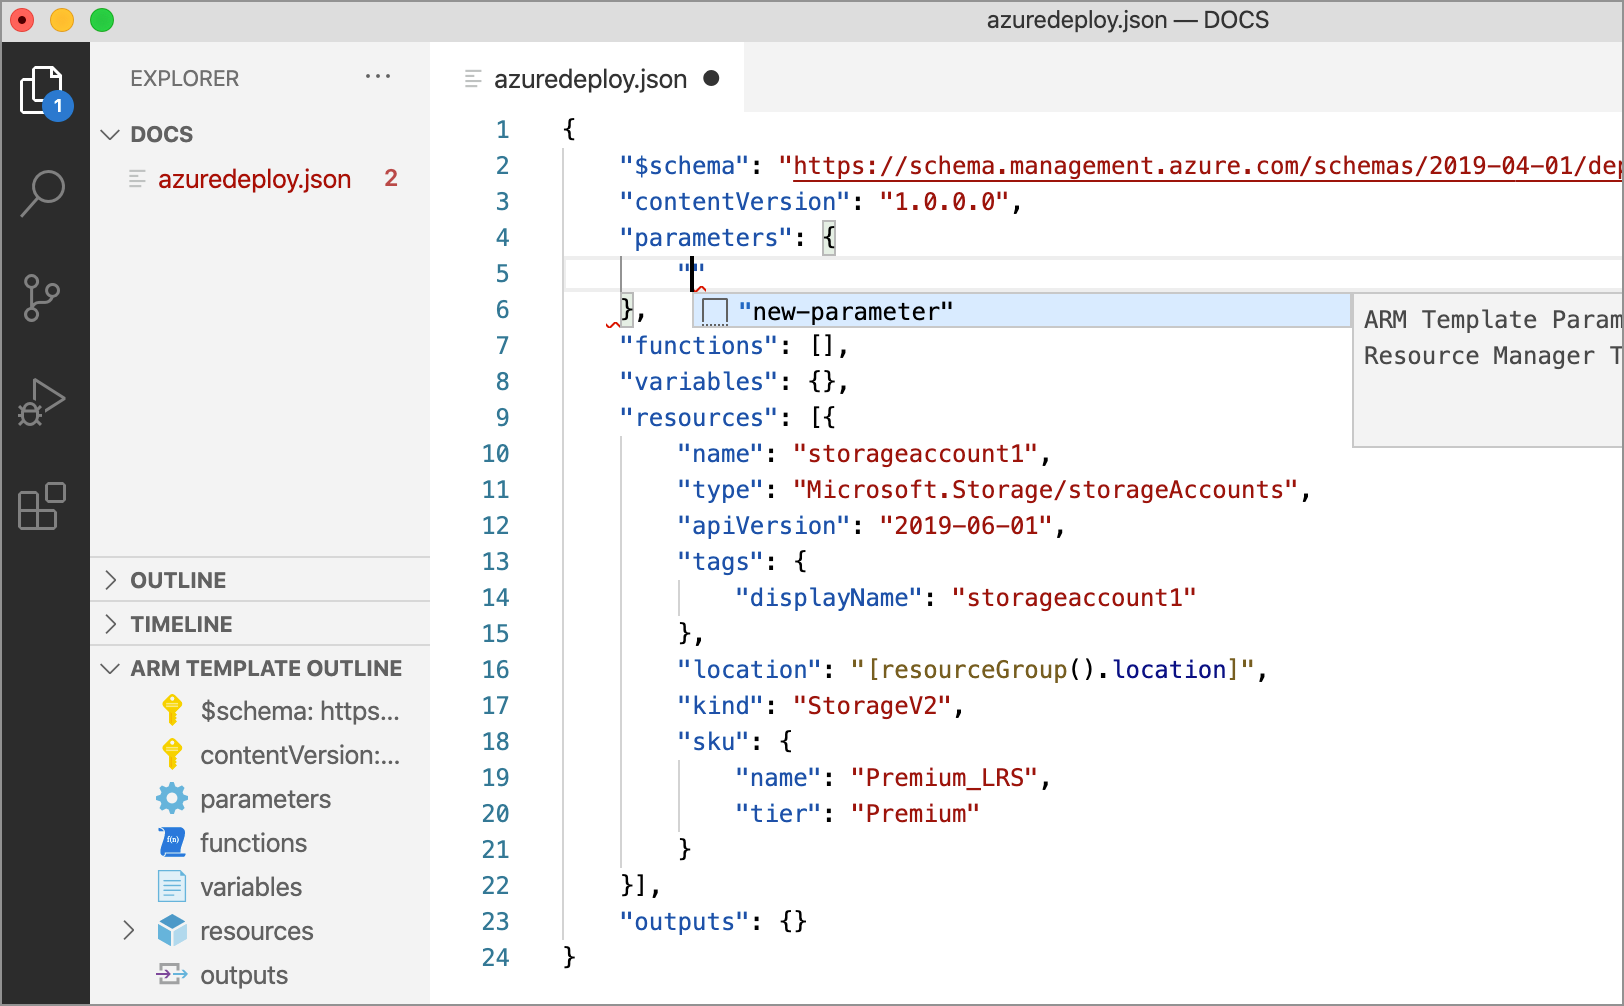 azuredeploy.json — DOCS
EXPLORER ···
1
DOCS
azuredeploy.json 2
OUTLINE
TIMELINE
ARM TEMPLATE OUTLINE
$schema: https...
contentVersion:...
parameters
functions
variables
resources
outputs
azuredeploy.json ●
1 {
2 "$schema": "https://schema.management.azure.com/schemas/2019-04-01/dep
3 "contentVersion": "1.0.0.0",
4 "parameters": {
5 ""
"new-parameter"
ARM Template Param
Resource Manager T
6 },
7 "functions": [],
8 "variables": {},
9 "resources": [{
10 "name": "storageaccount1",
11 "type": "Microsoft.Storage/storageAccounts",
12 "apiVersion": "2019-06-01",
13 "tags": {
14 "displayName": "storageaccount1"
15 },
16 "location": "[resourceGroup().location]",
17 "kind": "StorageV2",
18 "sku": {
19 "name": "Premium_LRS",
20 "tier": "Premium"
21 }
22 }],
23 "outputs": {}
24 }